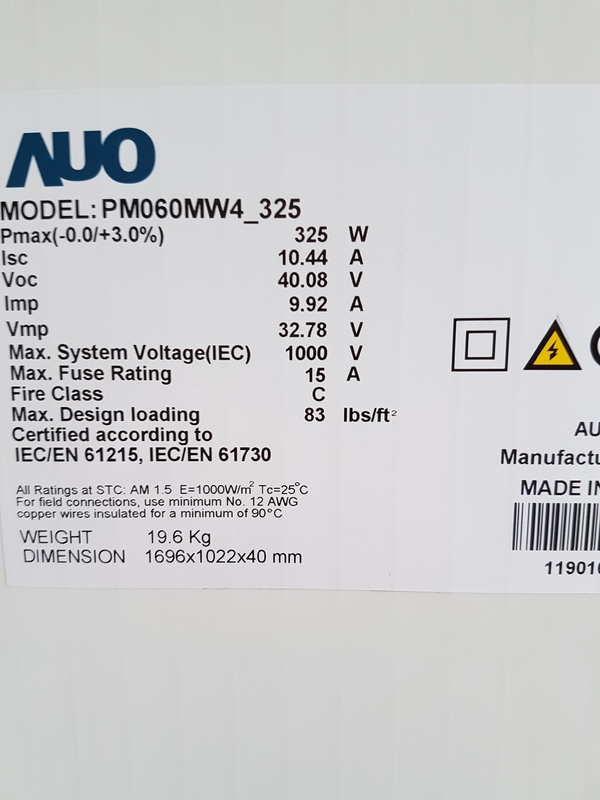 AUO
MODEL: PM060MW4_325
Pmax(-0.0/+3.0%) 325 W
Isc 10.44 A
Voc 40.08 V
Imp 9.92 A
Vmp 32.78 V
Max. System Voltage(IEC) 1000 V
Max. Fuse Rating 15 A
Fire Class C
Max. Design loading 83 lbs/ft²
Certified according to
IEC/EN 61215, IEC/EN 61730
All Ratings at STC: AM 1.5 E=1000W/m² Tc=25°C
For field connections, use minimum No. 12 AWG
copper wires insulated for a minimum of 90°C
WEIGHT 19.6 Kg
DIMENSION 1696x1022x40 mm
AU
Manufactu
MADE IN
11901